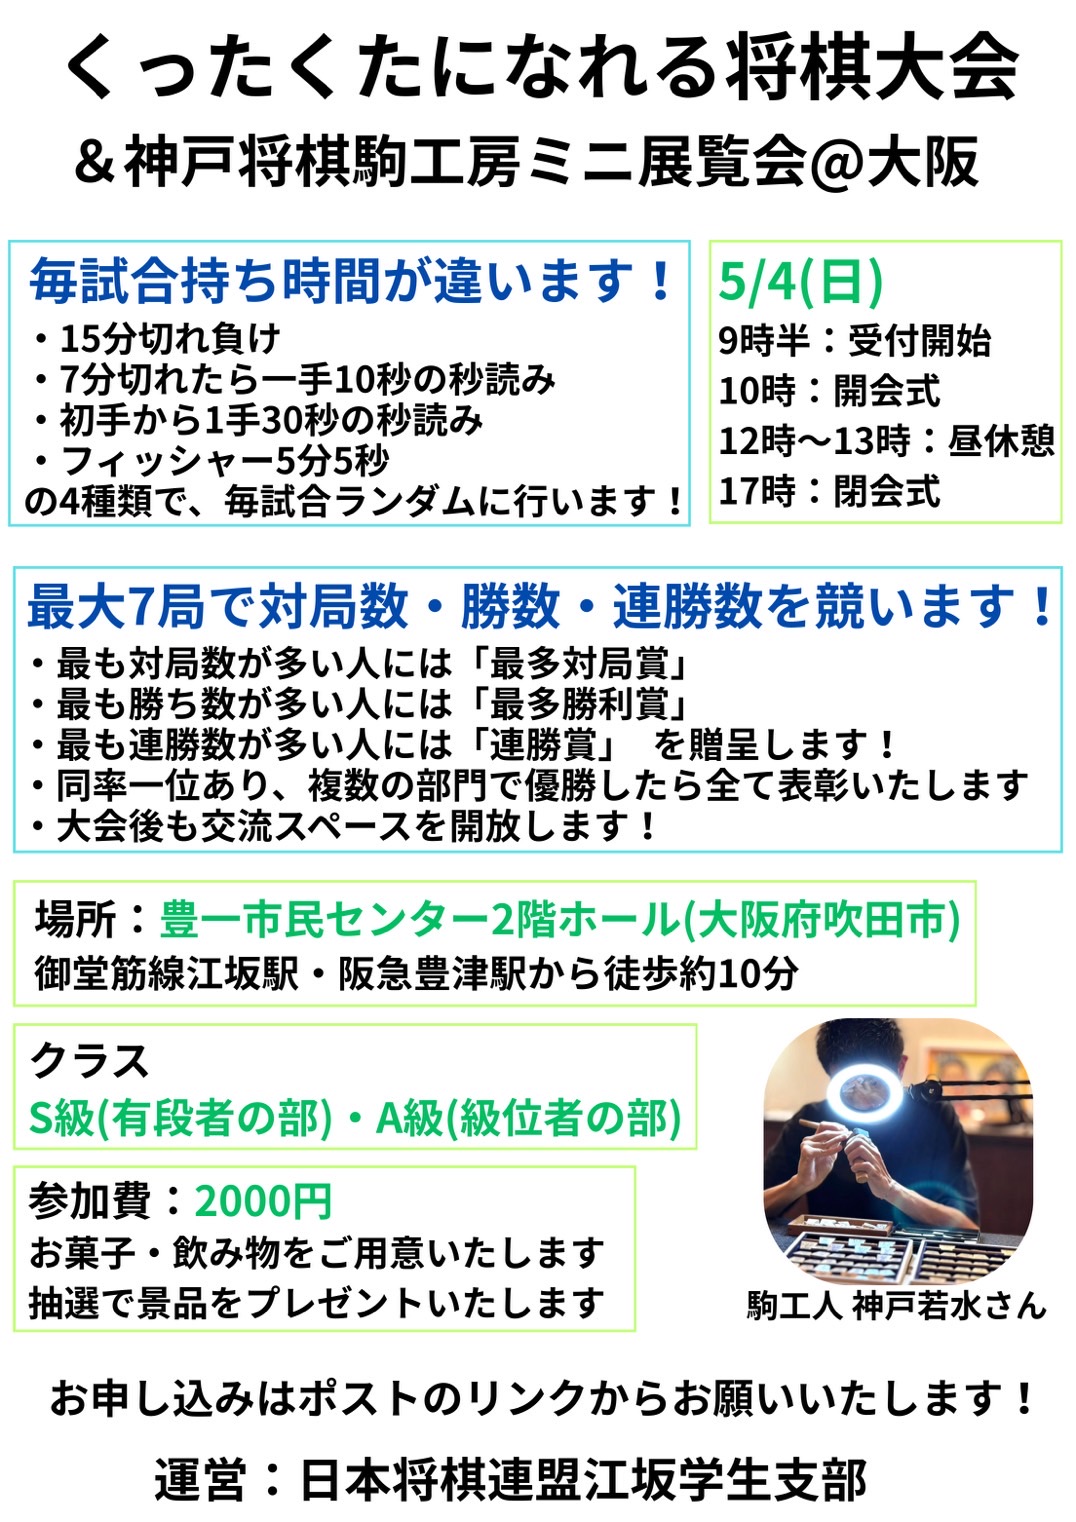 くったくたになれる将棋大会
＆神戸将棋駒工房ミニ展覧会@大阪
毎試合持ち時間が違います！
・15分切れ負け
・7分切れたら一手10秒の秒読み
・初手から1手30秒の秒読み
・フィッシャー5分5秒
の4種類で、毎試合ランダムに行います！
5/4(日)
9時半：受付開始
10時：開会式
12時〜13時：昼休憩
17時：閉会式
最大7局で対局数・勝数・連勝数を競います！
・最も対局数が多い人には「最多対局賞」
・最も勝ち数が多い人には「最多勝利賞」
・最も連勝数が多い人には「連勝賞」 を贈呈します！
・同率一位あり、複数の部門で優勝したら全て表彰いたします
・大会後も交流スペースを開放します！
場所：豊一市民センター2階ホール(大阪府吹田市)
御堂筋線江坂駅・阪急豊津駅から徒歩約10分
クラス
S級(有段者の部)・A級(級位者の部)
参加費：2000円
お菓子・飲み物をご用意いたします
抽選で景品をプレゼントいたします
駒工人 神戸若水さん
お申し込みはポストのリンクからお願いいたします！
運営：日本将棋連盟江坂学生支部